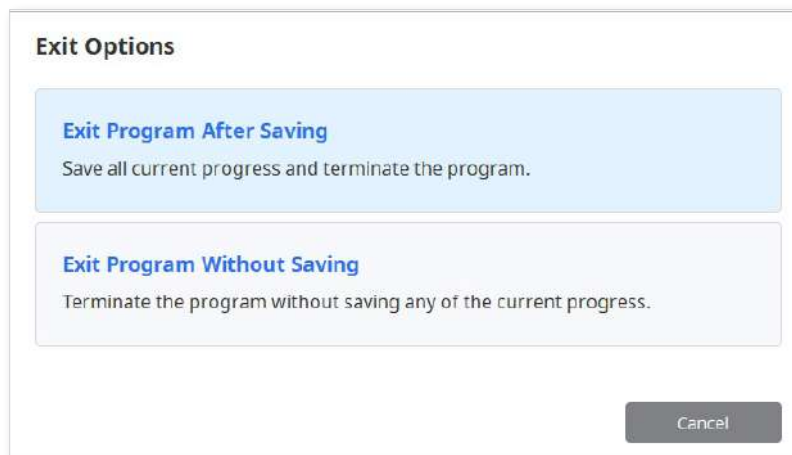 Exit Options
Exit Program After Saving
Save all current progress and terminate the program.
Exit Program Without Saving
Terminate the program without saving any of the current progress.
Cancel